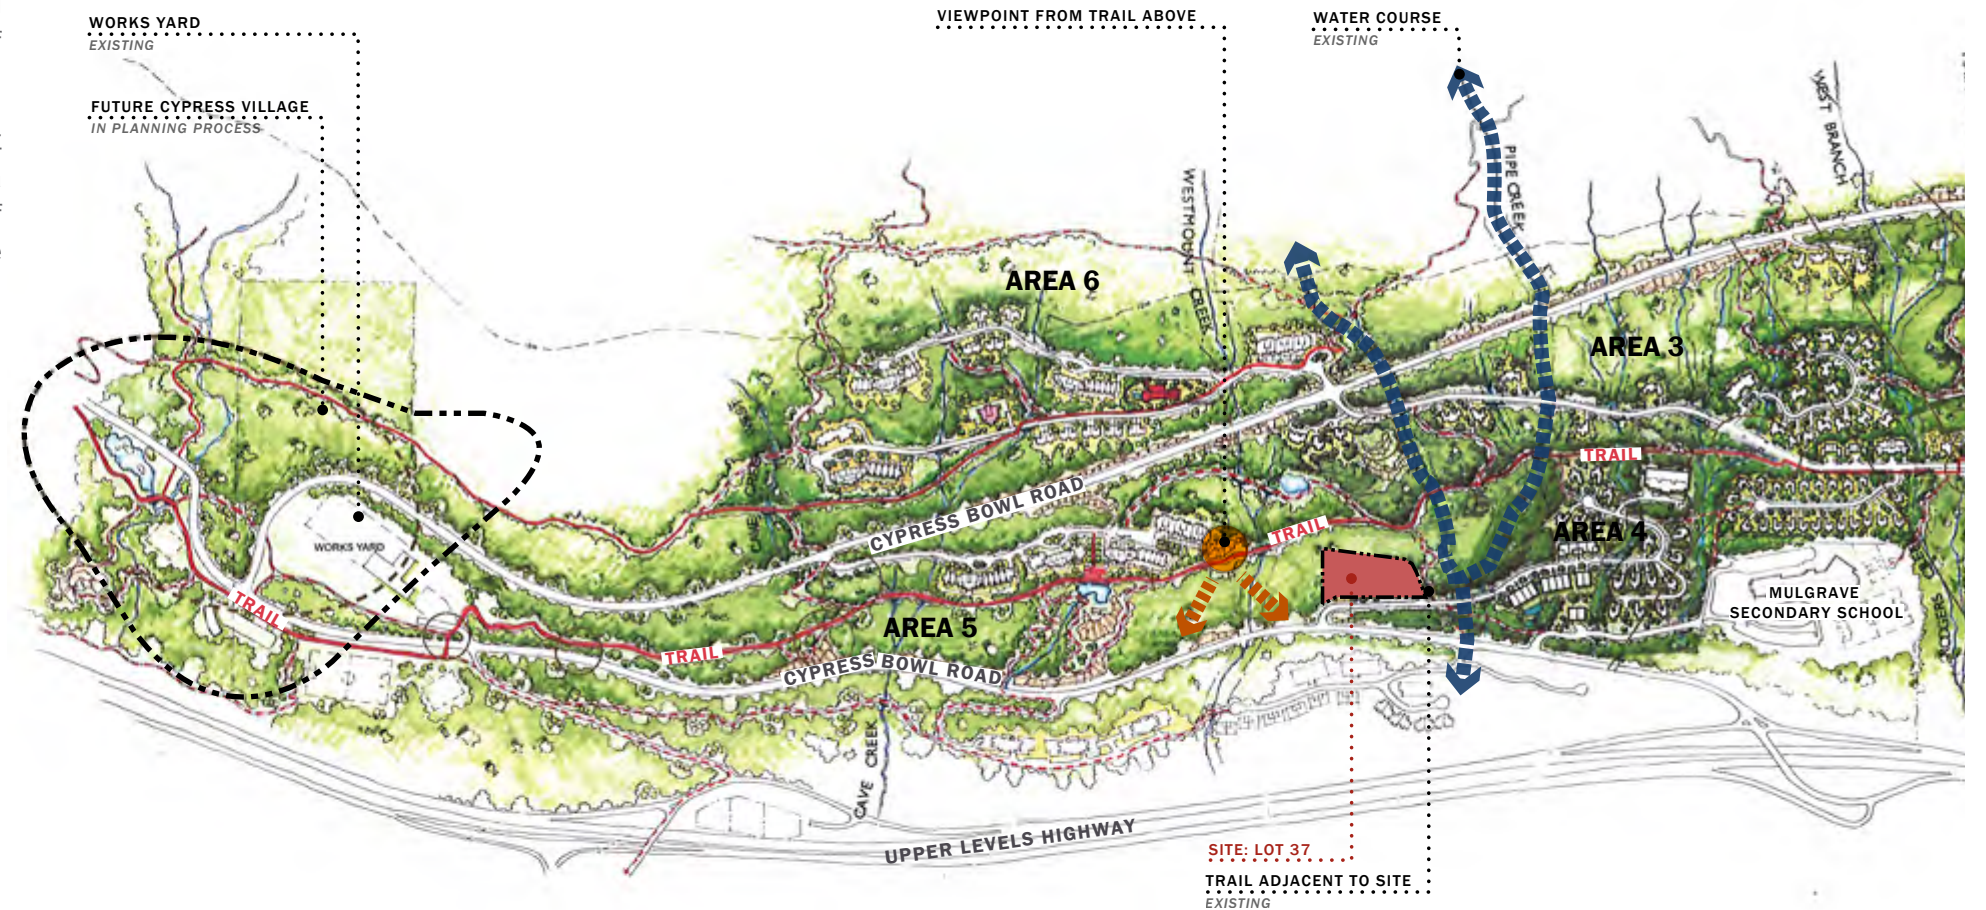 WORKS YARD
EXISTING
VIEWPOINT FROM TRAIL ABOVE
WATER COURSE
EXISTING
FUTURE CYPRESS VILLAGE
IN PLANNING PROCESS
WEST BRANCH
PIPE CREEK
WESTMOUNT CREEK
AREA 6
AREA 3
TRAIL
CYPRESS BOWL ROAD
TRAIL
AREA 4
WORKS YARD
CAVE
MULGRAVE
SECONDARY SCHOOL
TRAIL
AREA 5
TRAIL
CYPRESS BOWL ROAD
CAVE CREEK
UPPER LEVELS HIGHWAY
SITE: LOT 37
TRAIL ADJACENT TO SITE
EXISTING